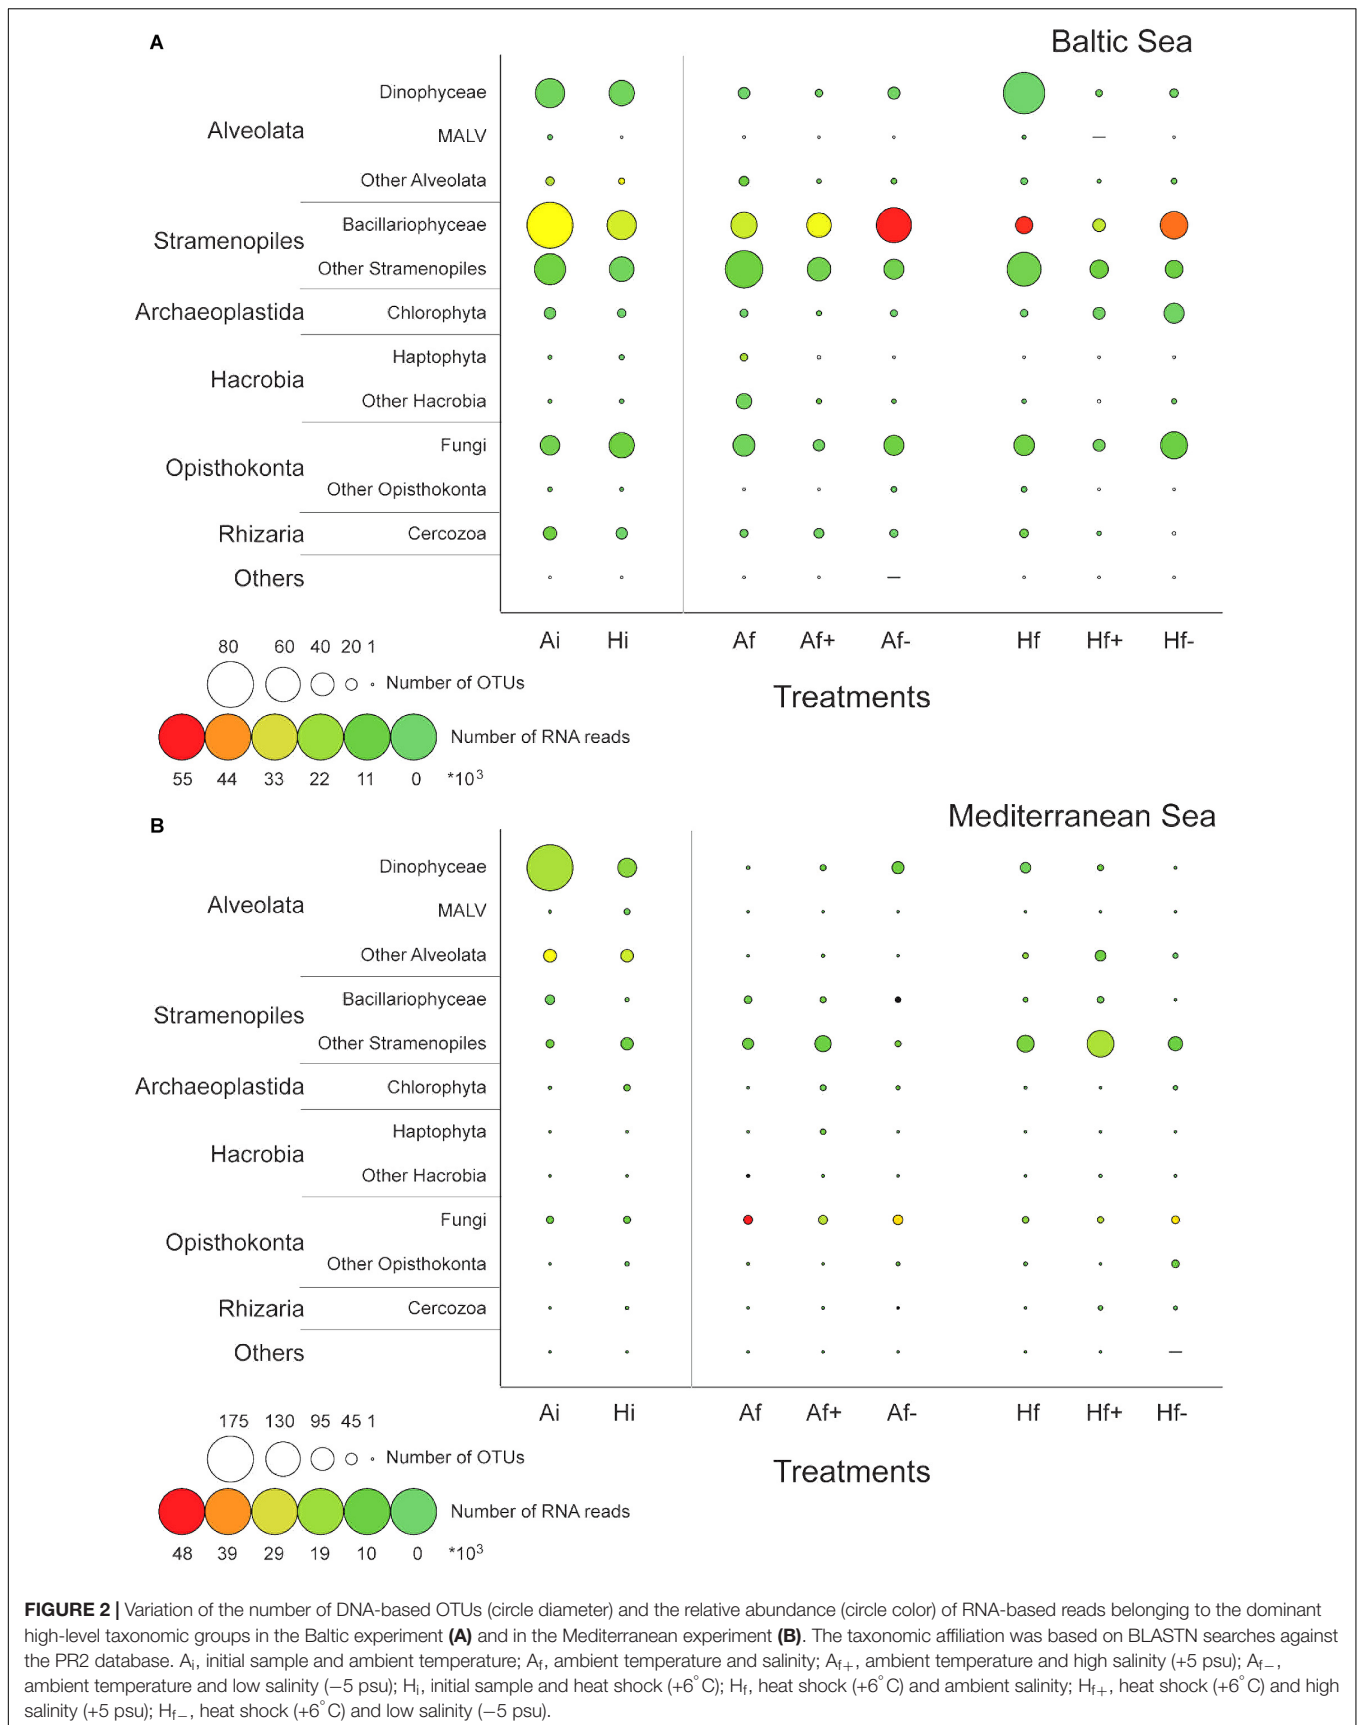 A
Baltic Sea
Dinophyceae
Alveolata
MALV
Other Alveolata
Bacillariophyceae
Stramenopiles
Other Stramenopiles
Archaeoplastida
Chlorophyta
Haptophyta
Hacrobia
Other Hacrobia
Fungi
Opisthokonta
Other Opisthokonta
Rhizaria
Cercozoa
Others
Ai Hi Af Af+ Af- Hf Hf+ Hf-
80 60 40 20 1
Number of OTUs
Treatments
Number of RNA reads
55 44 33 22 11 0 *10³
B
Mediterranean Sea
Dinophyceae
Alveolata
MALV
Other Alveolata
Bacillariophyceae
Stramenopiles
Other Stramenopiles
Archaeoplastida
Chlorophyta
Haptophyta
Hacrobia
Other Hacrobia
Fungi
Opisthokonta
Other Opisthokonta
Rhizaria
Cercozoa
Others
Ai Hi Af Af+ Af- Hf Hf+ Hf-
175 130 95 45 1
Number of OTUs
Treatments
Number of RNA reads
48 39 29 19 10 0 *10³
FIGURE 2 | Variation of the number of DNA-based OTUs (circle diameter) and the relative abundance (circle color) of RNA-based reads belonging to the dominant
high-level taxonomic groups in the Baltic experiment (A) and in the Mediterranean experiment (B). The taxonomic affiliation was based on BLASTN searches against
the PR2 database. Ai, initial sample and ambient temperature; Af, ambient temperature and salinity; Af+, ambient temperature and high salinity (+5 psu); Af−,
ambient temperature and low salinity (−5 psu); Hi, initial sample and heat shock (+6°C); Hf, heat shock (+6°C) and ambient salinity; Hf+, heat shock (+6°C) and high
salinity (+5 psu); Hf−, heat shock (+6°C) and low salinity (−5 psu).